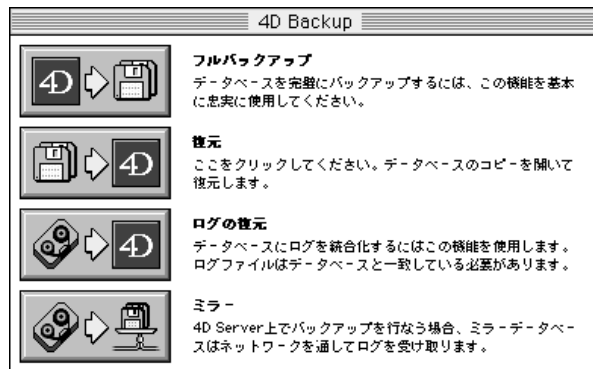 4D Backup
4D
フルバックアップ
データベースを完璧にバックアップするには、この機能を基本
に忠実に使用してください。
4D
復元
ここをクリックしてください。データベースのコピーを開いて
復元します。
4D
ログの復元
データベースにログを統合化するにはこの機能を使用します。
ログファイルはデータベースと一致している必要があります。
ミラー
4D Server上でバックアップを行なう場合、ミラーデータベー
スはネットワークを通してログを受け取ります。